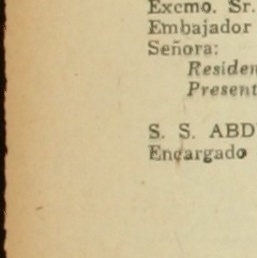 Excmo. Sr.
Embajador
Señora:
Residen
Present
S. S. ABD
Encargado